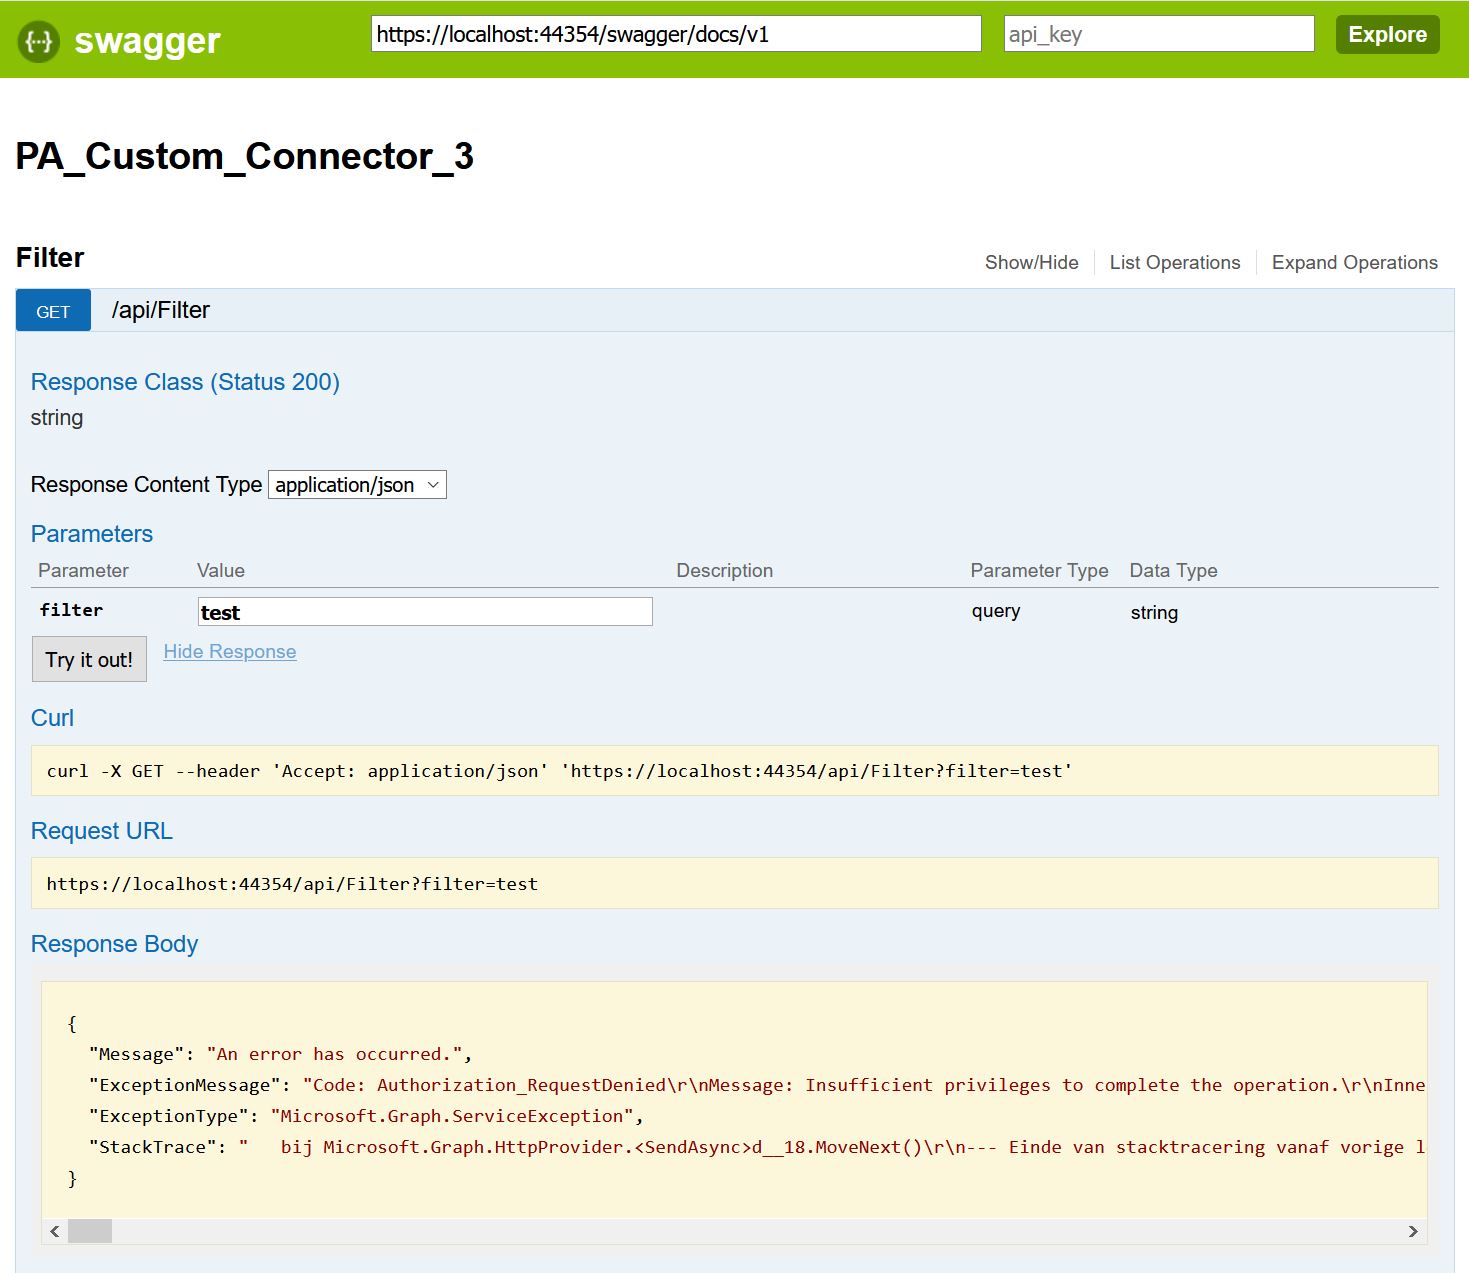 {···} swagger https://localhost:44354/swagger/docs/v1 api_key Explore
PA_Custom_Connector_3
Filter Show/Hide List Operations Expand Operations
GET /api/Filter
Response Class (Status 200)
string
Response Content Type application/json
Parameters
Parameter Value Description Parameter Type Data Type
filter test query string
Try it out! Hide Response
Curl
curl -X GET --header 'Accept: application/json' 'https://localhost:44354/api/Filter?filter=test'
Request URL
https://localhost:44354/api/Filter?filter=test
Response Body
{
"Message": "An error has occurred.",
"ExceptionMessage": "Code: Authorization_RequestDenied\r\nMessage: Insufficient privileges to complete the operation.\r\nInne
"ExceptionType": "Microsoft.Graph.ServiceException",
"StackTrace": "   bij Microsoft.Graph.HttpProvider.<SendAsync>d__18.MoveNext()\r\n--- Einde van stacktracering vanaf vorige l
}